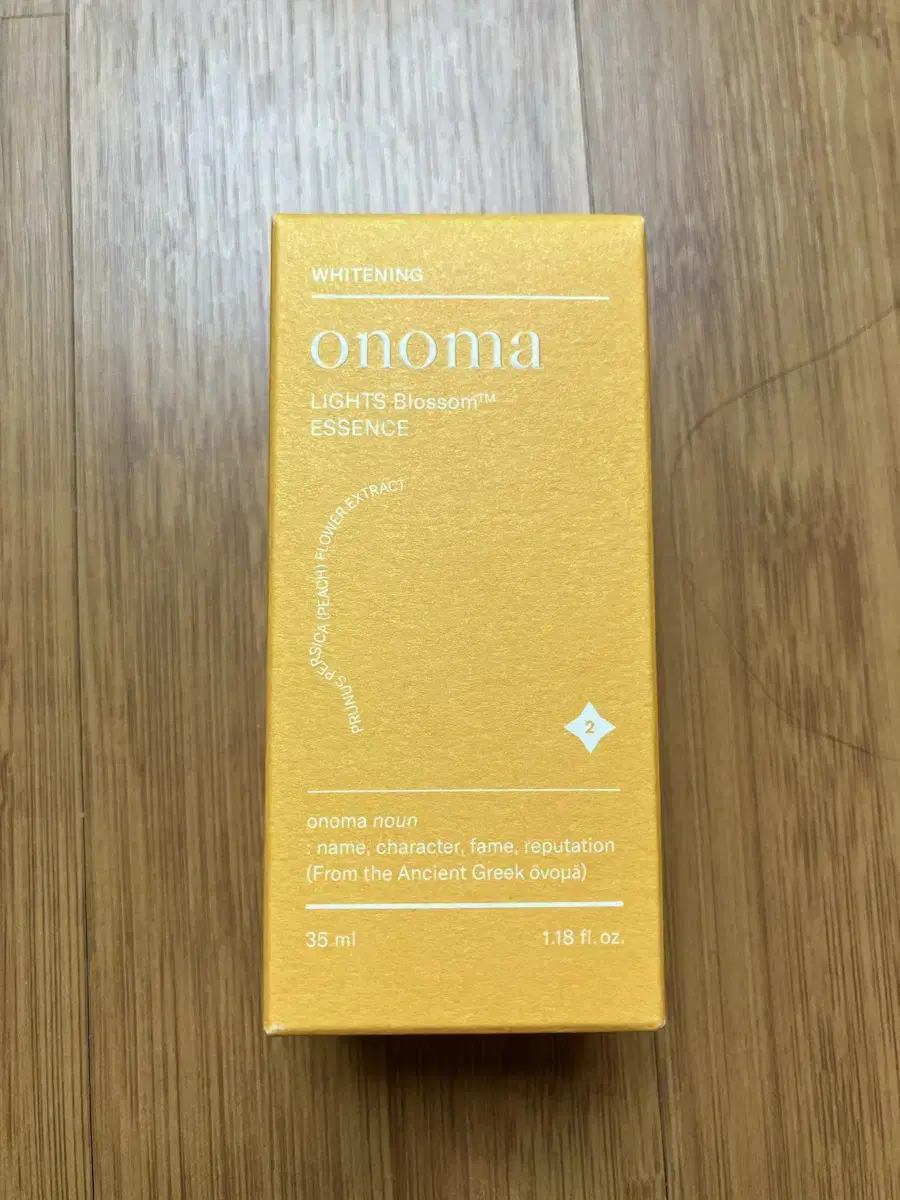 WHITENING
onoma
LIGHTS Blossom™
ESSENCE
PRUNUS PERSICA (PEACH) FLOWER EXTRACT
2
onoma noun
: name, character, fame, reputation
(From the Ancient Greek όvoμă)
35 ml 1.18 fl. oz.